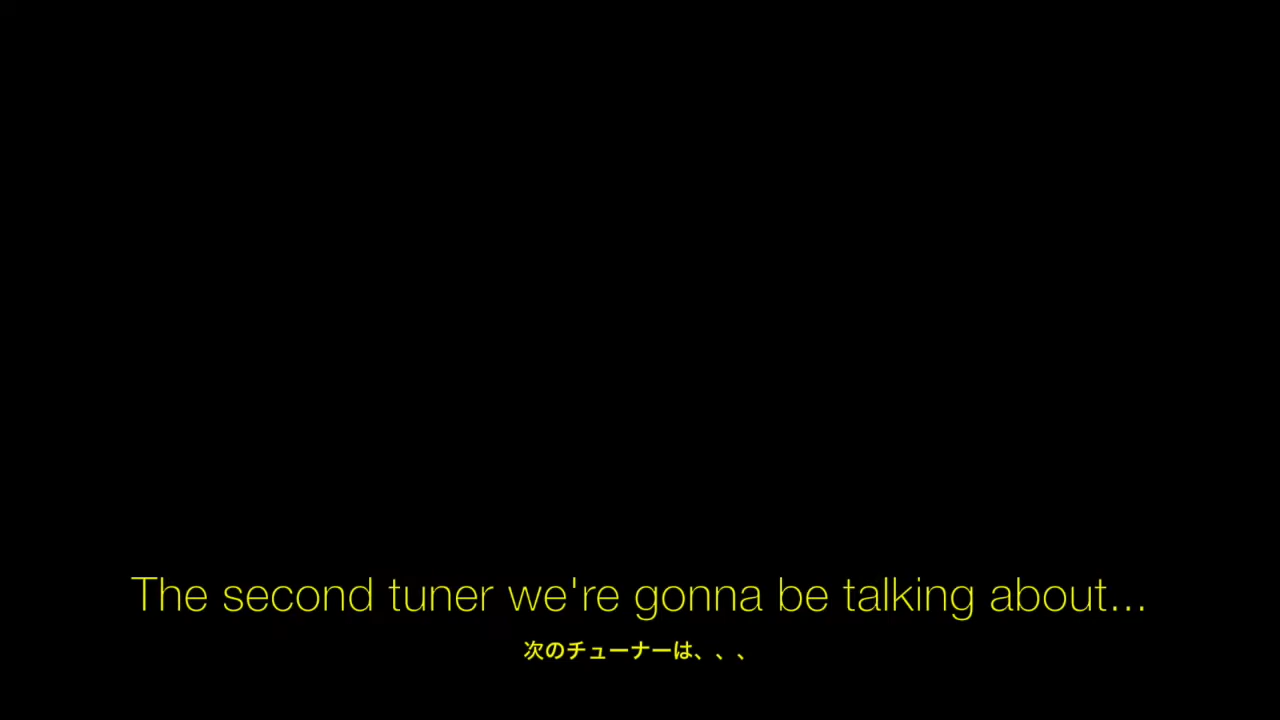 The second tuner we're gonna be talking about...
次のチューナーは、、、